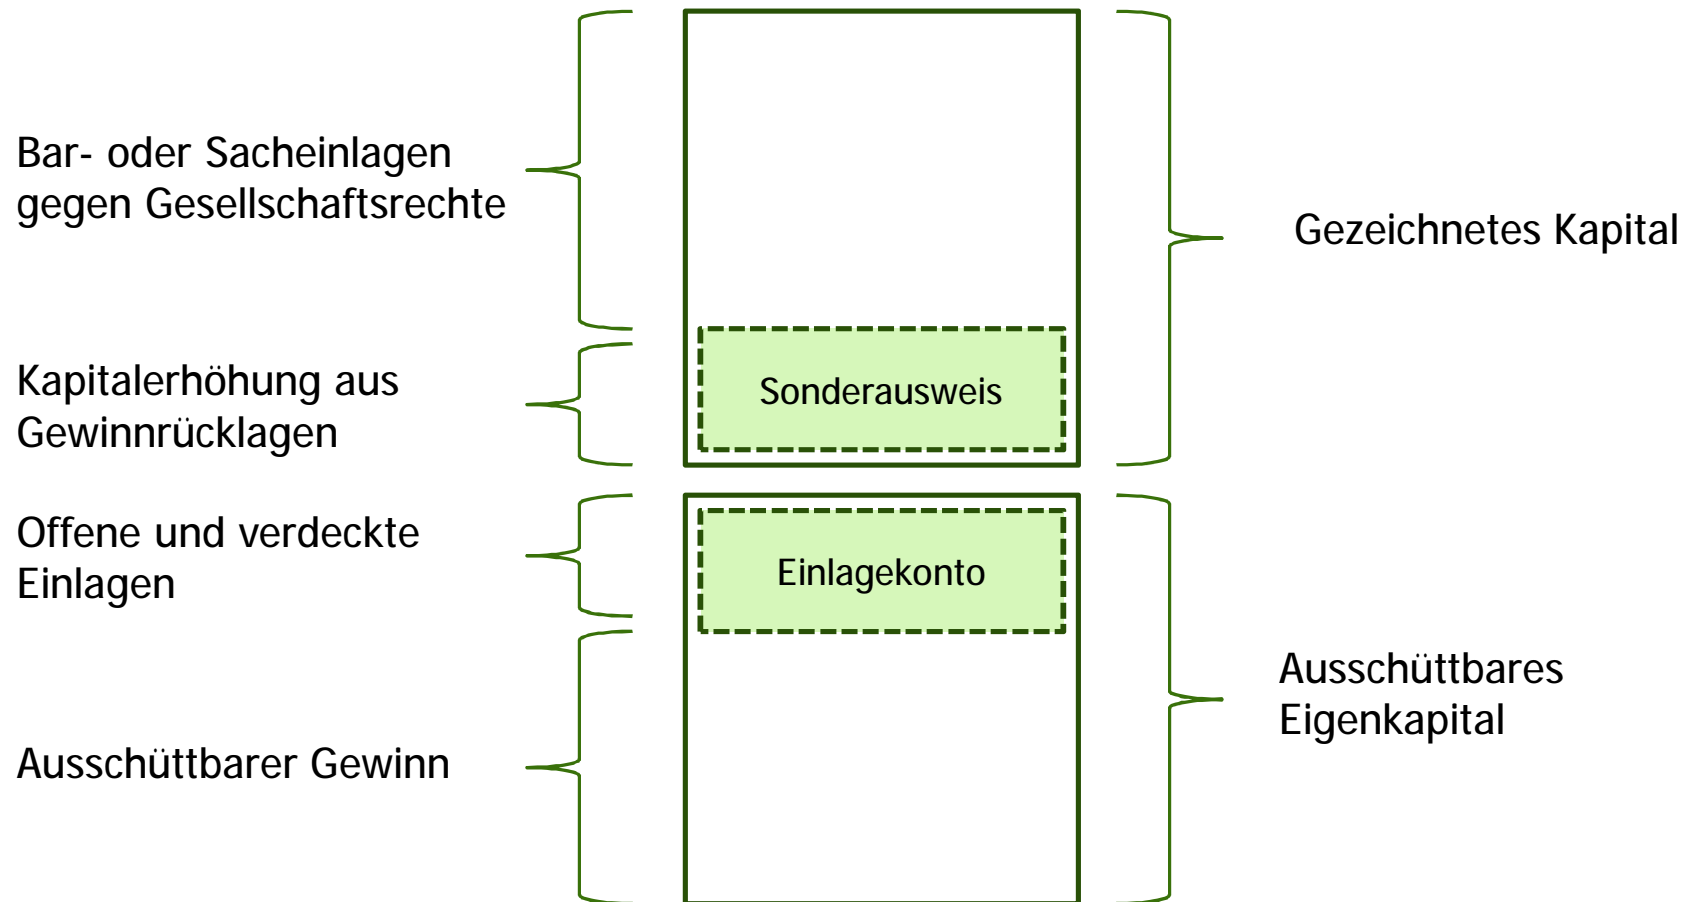 Bar- oder Sacheinlagen
gegen Gesellschaftsrechte
Gezeichnetes Kapital
Kapitalerhöhung aus
Gewinnrücklagen
Sonderausweis
Offene und verdeckte
Einlagen
Einlagekonto
Ausschüttbares
Eigenkapital
Ausschüttbarer Gewinn